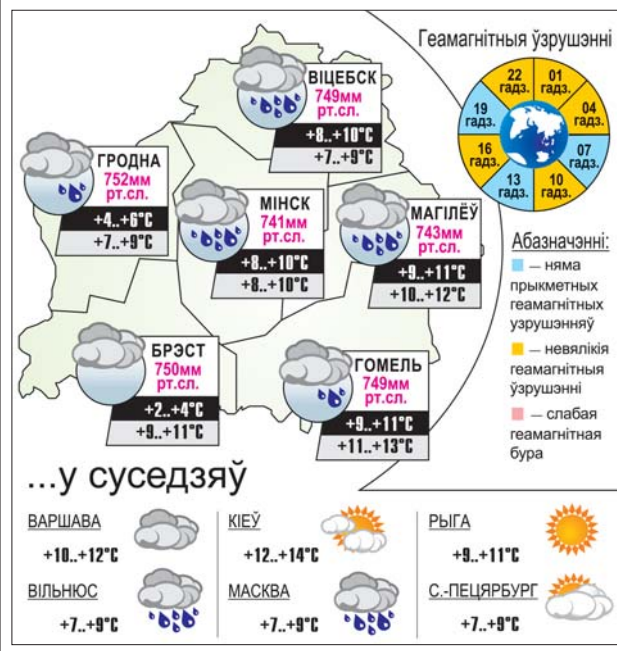 Геамагнітныя ўзрушэнні
22
гадз.
01
гадз.
19
гадз.
04
гадз.
16
гадз.
07
гадз.
13
гадз.
10
гадз.
ВІЦЕБСК
749мм
рт.сл.
+8..+10°C
+7..+9°C
ГРОДНА
752мм
рт.сл.
+4..+6°C
+7..+9°C
МІНСК
741мм
рт.сл.
+8..+10°C
+8..+10°C
МАГІЛЁЎ
743мм
рт.сл.
+9..+11°C
+10..+12°C
БРЭСТ
750мм
рт.сл.
+2..+4°C
+9..+11°C
ГОМЕЛЬ
749мм
рт.сл.
+9..+11°C
+11..+13°C
Абазначэнні:
— няма
прыкметных
геамагнітных
узрушэнняў
— невялікія
геамагнітныя
ўзрушэнні
— слабая
геамагнітная
бура
...у суседзяў
ВАРШАВА
+10..+12°C
КІЕЎ
+12..+14°C
РЫГА
+9..+11°C
ВІЛЬНЮС
+7..+9°C
МАСКВА
+7..+9°C
С.-ПЕЦЯРБУРГ
+7..+9°C